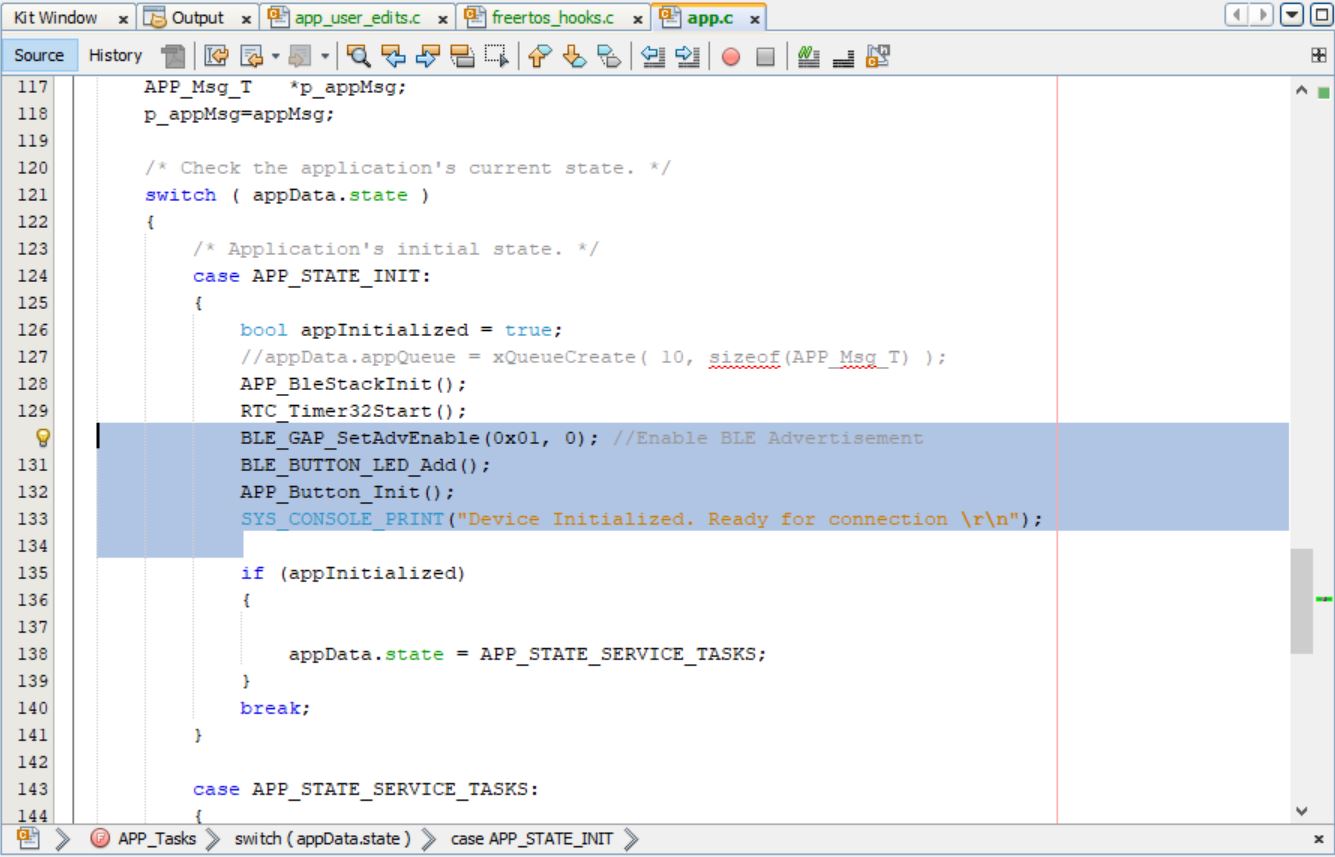 Kit Window x Output x app_user_edits.c x freertos_hooks.c x app.c x
Source History
117 APP_Msg_T *p_appMsg;
118 p_appMsg=appMsg;
119
120 /* Check the application's current state. */
121 switch ( appData.state )
122 {
123 /* Application's initial state. */
124 case APP_STATE_INIT:
125 {
126 bool appInitialized = true;
127 //appData.appQueue = xQueueCreate( 10, sizeof(APP_Msg_T) );
128 APP_BleStackInit();
129 RTC_Timer32Start();
BLE_GAP_SetAdvEnable(0x01, 0); //Enable BLE Advertisement
131 BLE_BUTTON_LED_Add();
132 APP_Button_Init();
133 SYS_CONSOLE_PRINT("Device Initialized. Ready for connection \r\n");
134
135 if (appInitialized)
136 {
137
138 appData.state = APP_STATE_SERVICE_TASKS;
139 }
140 break;
141 }
142
143 case APP_STATE_SERVICE_TASKS:
144 {
APP_Tasks switch (appData.state) case APP_STATE_INIT x